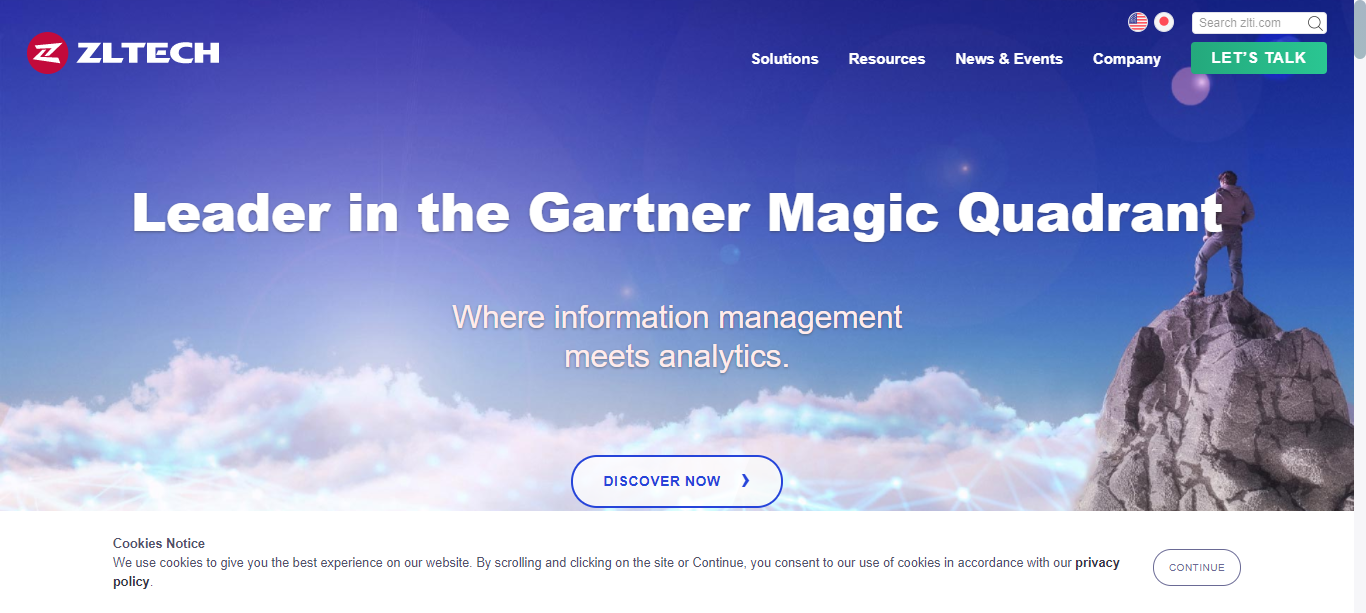 Search zlti.com
ZLTECH
Solutions
Resources
News & Events
Company
LET'S TALK
Leader in the Gartner Magic Quadrant
Where information management
meets analytics.
DISCOVER NOW ❯
Cookies Notice
We use cookies to give you the best experience on our website. By scrolling and clicking on the site or Continue, you consent to our use of cookies in accordance with our privacy
policy.
CONTINUE